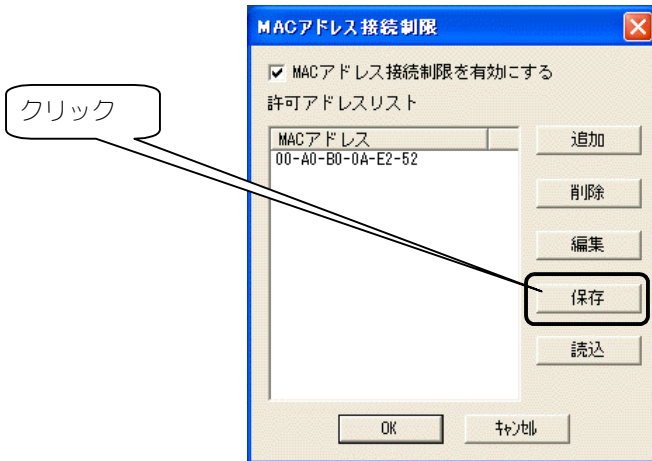 MACアドレス接続制限
MACアドレス接続制限を有効にする
クリック
許可アドレスリスト
MACアドレス
00-A0-B0-0A-E2-52
追加
削除
編集
保存
読込
OK
ｷｬﾝｾﾙ